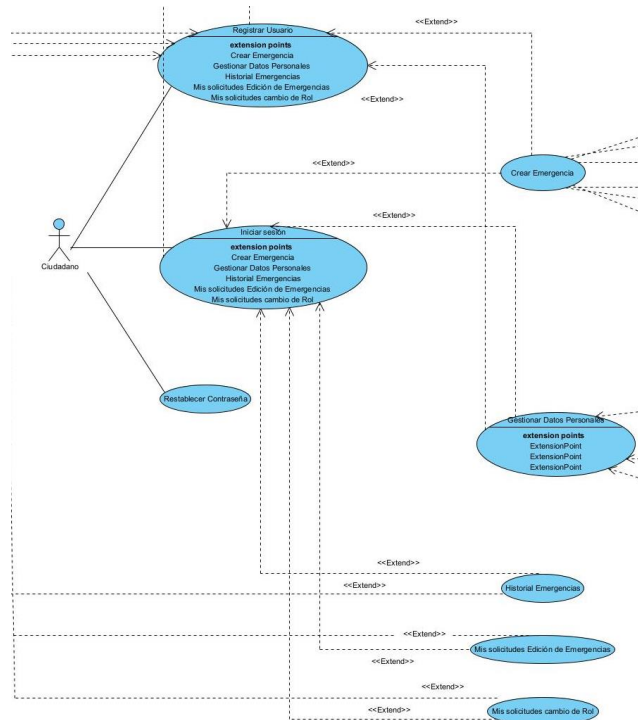 Registrar Usuario
extension points
Crear Emergencia
Gestionar Datos Personales
Historial Emergencias
Mis solicitudes Edición de Emergencias
Mis solicitudes cambio de Rol
<<Extend>>
<<Extend>>
<<Extend>>
Crear Emergencia
Ciudadano
Iniciar sesión
extension points
Crear Emergencia
Gestionar Datos Personales
Historial Emergencias
Mis solicitudes Edición de Emergencias
Mis solicitudes cambio de Rol
<<Extend>>
Restablecer Contraseña
Gestionar Datos Personales
extension points
ExtensionPoint
ExtensionPoint
ExtensionPoint
<<Extend>>
<<Extend>>
Historial Emergencias
<<Extend>>
Mis solicitudes Edición de Emergencias
<<Extend>>
<<Extend>>
Mis solicitudes cambio de Rol
<<Extend>>